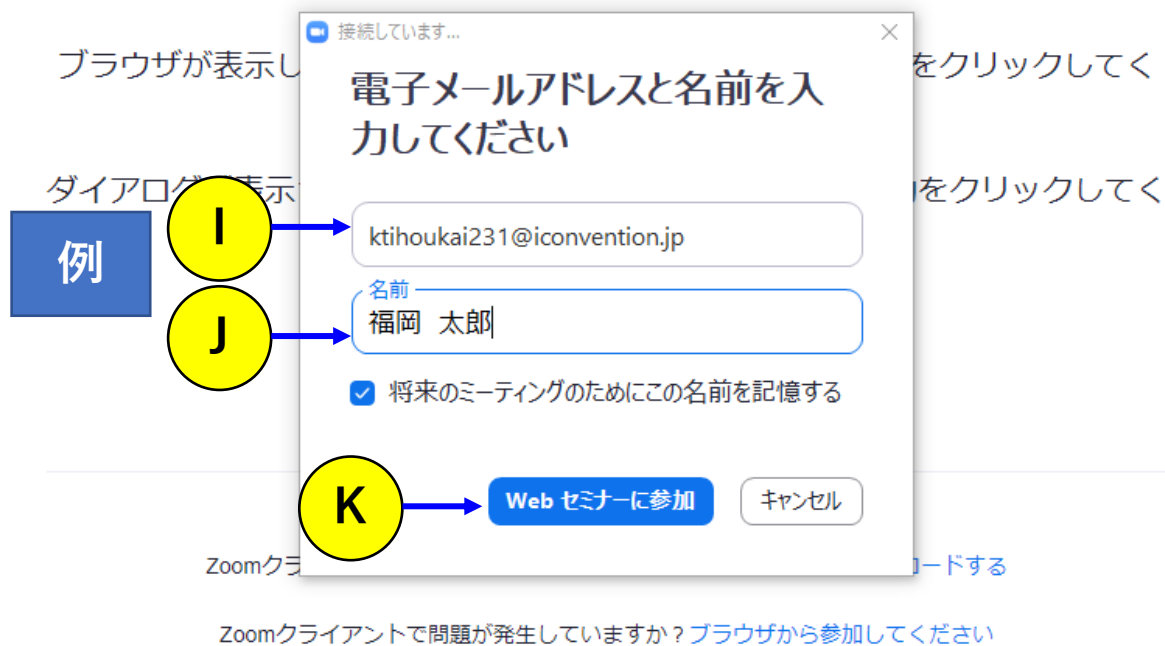 接続しています...
ブラウザが表示し
をクリックしてく
電子メールアドレスと名前を入
力してください
ダイアログ
表示
をクリックしてく
例
I
ktihoukai231@iconvention.jp
名前
J
福岡 太郎
将来のミーティングのためにこの名前を記憶する
K
Web セミナーに参加
キャンセル
Zoomクラ
ードする
Zoomクライアントで問題が発生していますか？ブラウザから参加してください